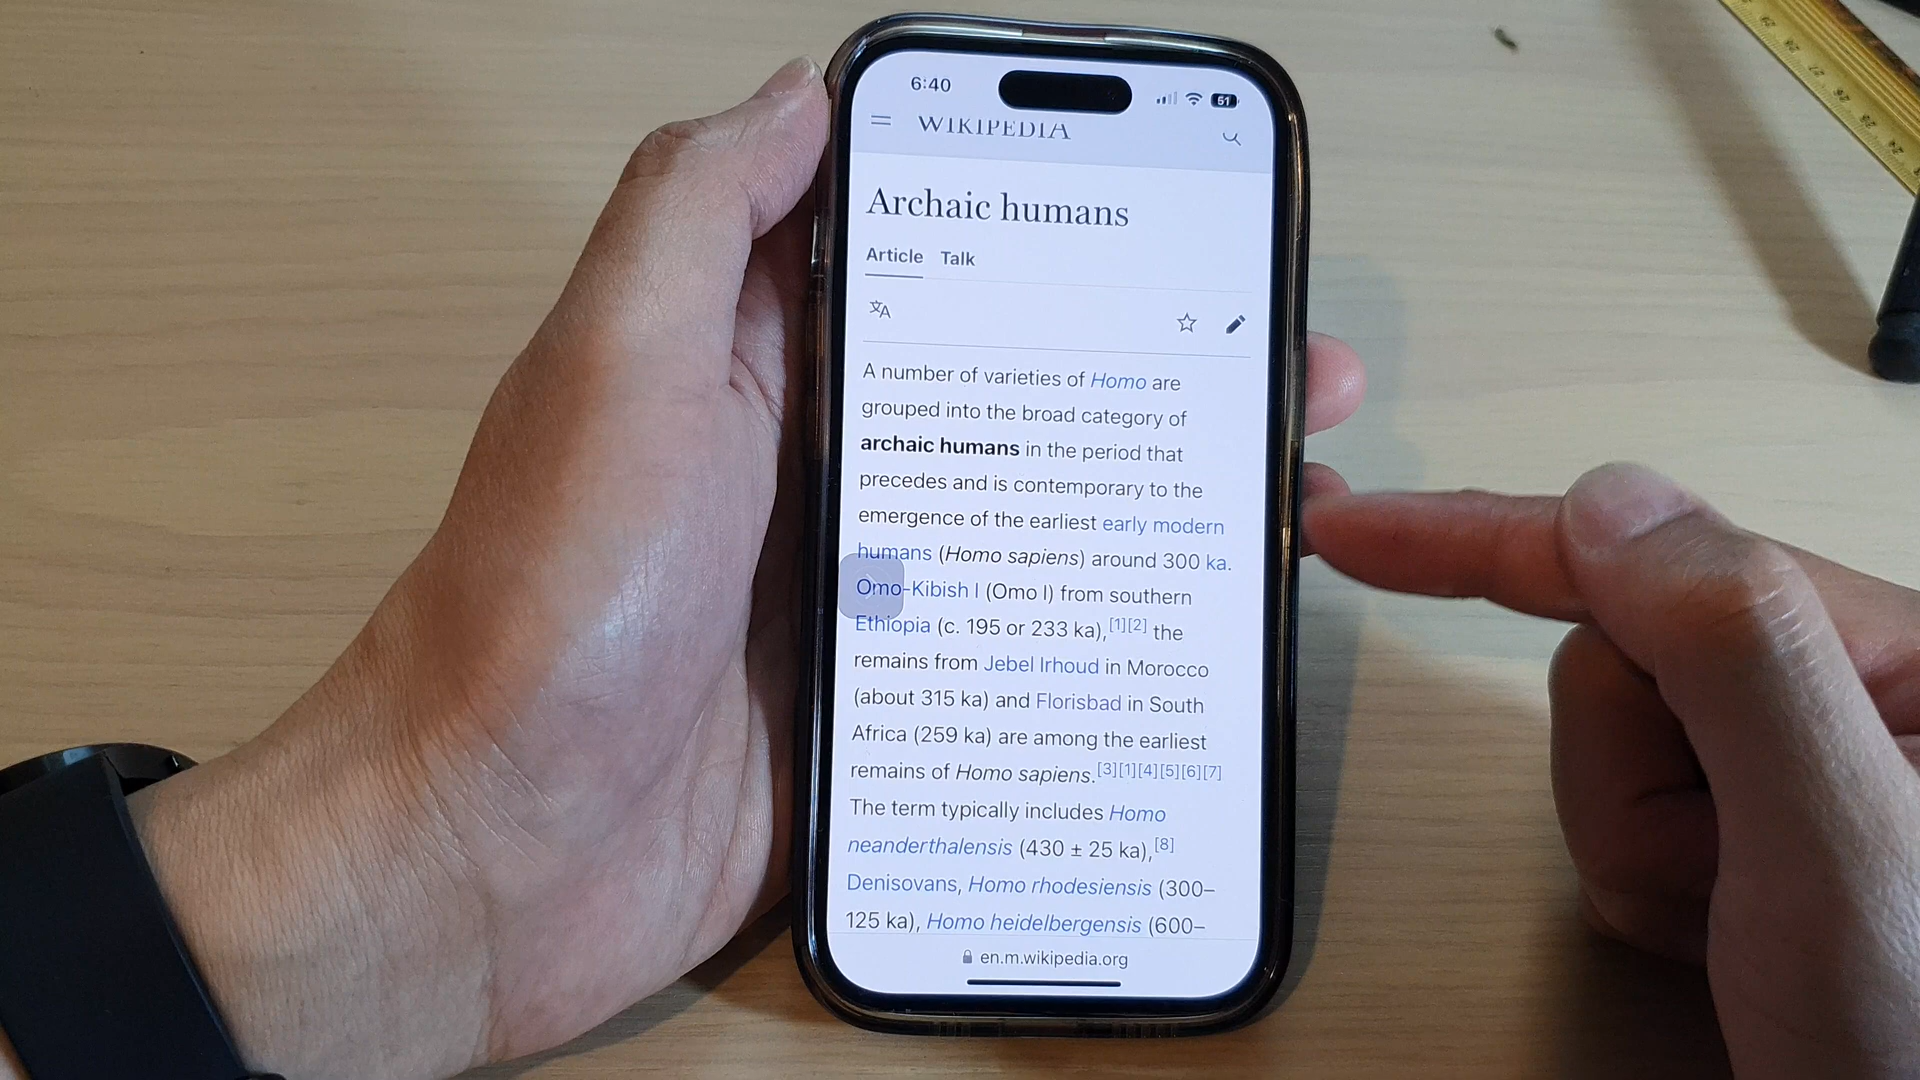 6:40
51
WIKIPEDIA
Archaic humans
Article Talk
A number of varieties of Homo are
grouped into the broad category of
archaic humans in the period that
precedes and is contemporary to the
emergence of the earliest early modern
humans (Homo sapiens) around 300 ka.
Omo-Kibish I (Omo I) from southern
Ethiopia (c. 195 or 233 ka),[1][2] the
remains from Jebel Irhoud in Morocco
(about 315 ka) and Florisbad in South
Africa (259 ka) are among the earliest
remains of Homo sapiens.[3][1][4][5][6][7]
The term typically includes Homo
neanderthalensis (430 ± 25 ka),[8]
Denisovans, Homo rhodesiensis (300–
125 ka), Homo heidelbergensis (600–
en.m.wikipedia.org